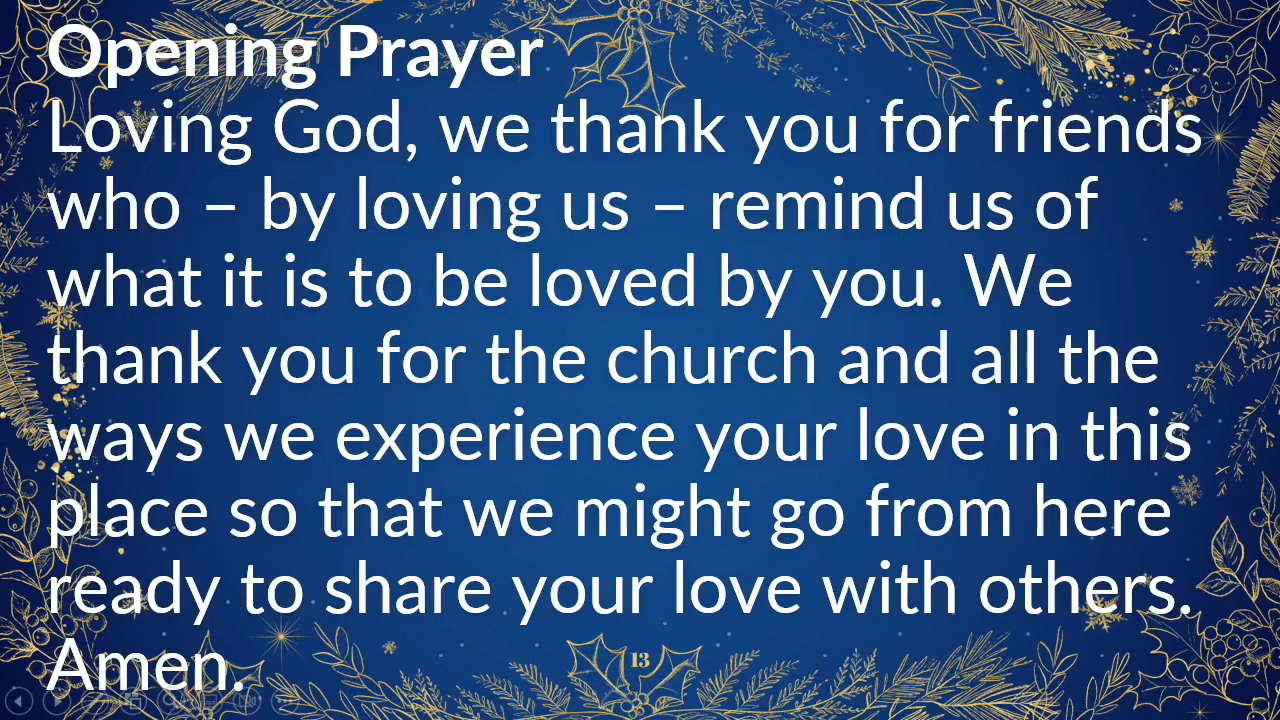 Opening Prayer
Loving God, we thank you for friends
who – by loving us – remind us of
what it is to be loved by you. We
thank you for the church and all the
ways we experience your love in this
place so that we might go from here
ready to share your love with others.
Amen.
13